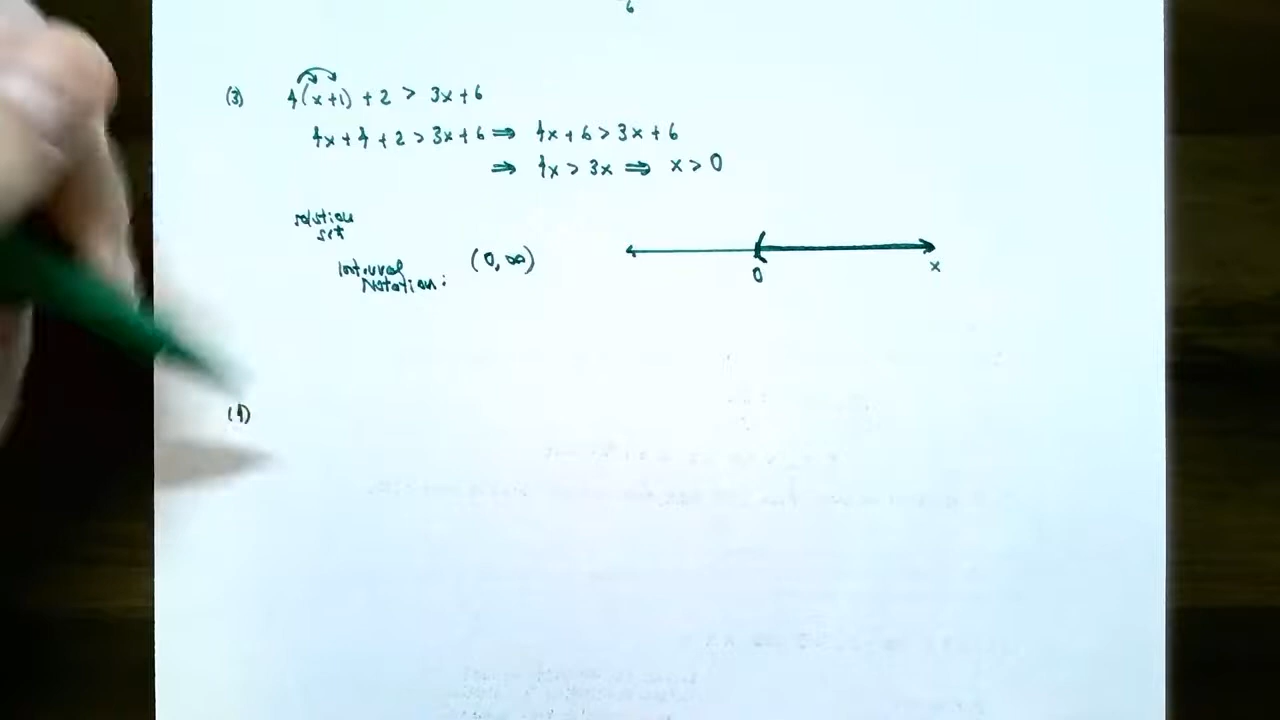 6
(3) 4(x+1) + 2 > 3x+6
4x + 4 + 2 > 3x + 6 ⇒ 4x + 6 > 3x + 6
⇒ 4x > 3x ⇒ x > 0
solution
set
Interval
Notation: (0, ∞)
0
x
(4)